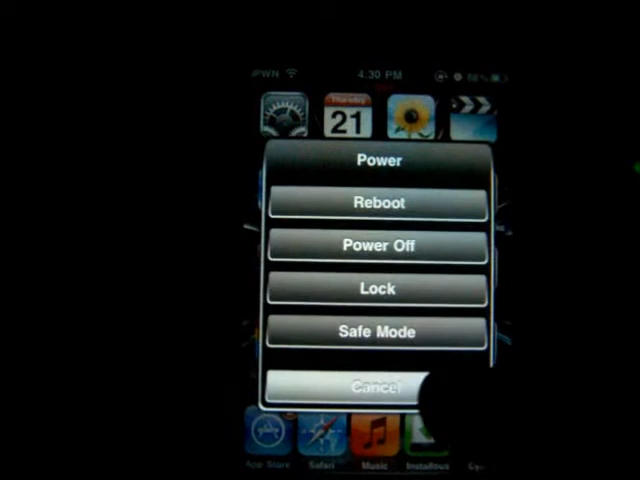 iPWN 4:30 PM
Thursday
21
Power
Reboot
Power Off
Lock
Safe Mode
Cancel
App Store Safari Music Installous